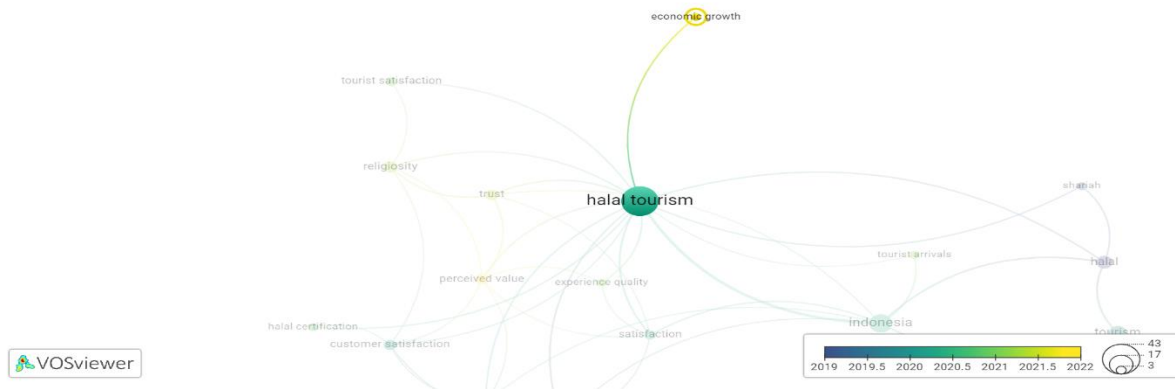 economic growth
tourist satisfaction
religiosity
trust
halal tourism
shariah
tourist arrivals
halal
perceived value
experience quality
halal certification
indonesia
customer satisfaction
satisfaction
tourism
VOSviewer
2019 2019.5 2020 2020.5 2021 2021.5 2022
43
17
3